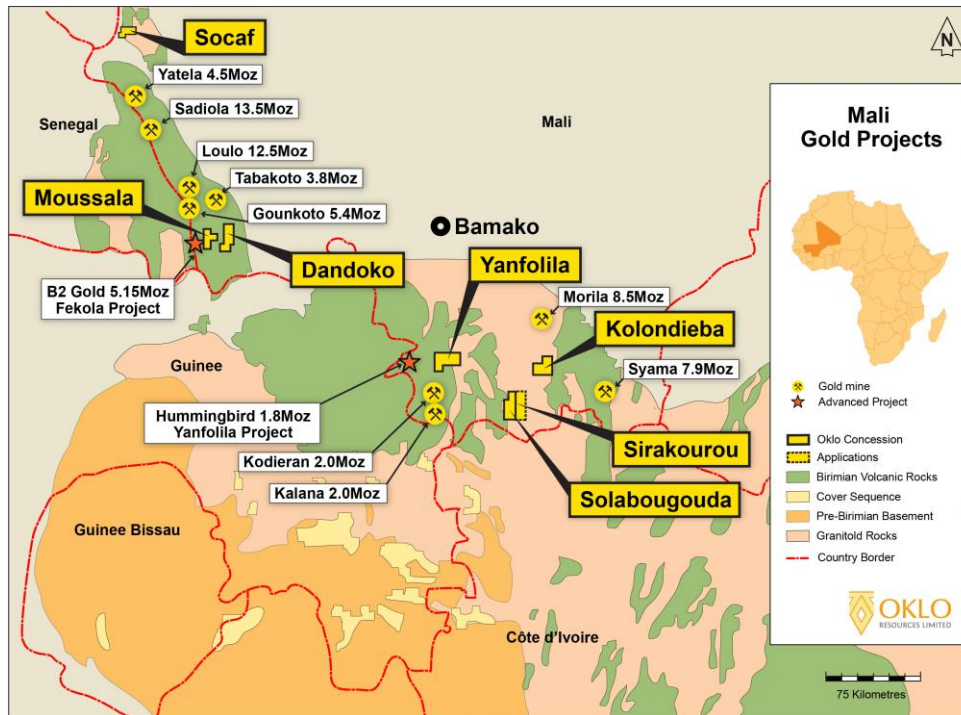 Socaf
Yatela 4.5Moz
Sadiola 13.5Moz
Senegal
Mali
Loulo 12.5Moz
Tabakoto 3.8Moz
Moussala
Gounkoto 5.4Moz
Bamako
Dandoko
Yanfolila
B2 Gold 5.15Moz
Fekola Project
Morila 8.5Moz
Kolondieba
Guinee
Syama 7.9Moz
Hummingbird 1.8Moz
Yanfolila Project
Sirakourou
Kodieran 2.0Moz
Kalana 2.0Moz
Solabougouda
Guinee Bissau
Côte d'Ivoire
N
Mali
Gold Projects
Gold mine
Advanced Project
Oklo Concession
Applications
Birimian Volcanic Rocks
Cover Sequence
Pre-Birimian Basement
Granitold Rocks
Country Border
OKLO
RESOURCES LIMITED
75 Kilometres